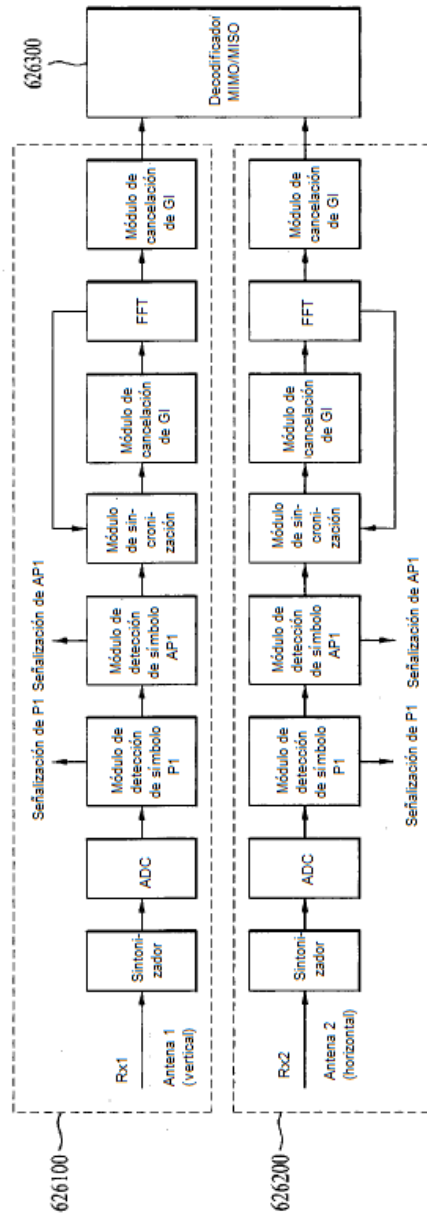 626100
Rx1
Antena 1
(vertical)
Sintoni-
zador
ADC
Módulo de
detección
de símbolo
P1
Señalización de P1
Módulo de
detección
de símbolo
AP1
Señalización de AP1
Módulo
de sin-
croni-
zación
Módulo de
cancelación
de GI
FFT
Módulo de
cancelación
de GI
626300
Decodificador
MIMO/MISO
626200
Rx2
Antena 2
(horizontal)
Sintoni-
zador
ADC
Módulo de
detección
de símbolo
P1
Señalización de P1
Módulo de
detección
de símbolo
AP1
Señalización de AP1
Módulo
de sin-
croni-
zación
Módulo de
cancelación
de GI
FFT
Módulo de
cancelación
de GI